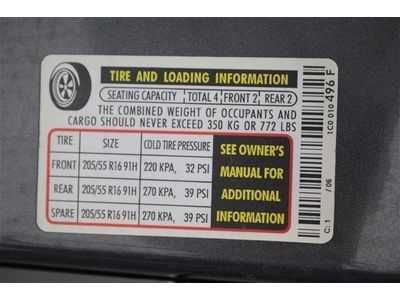 TIRE AND LOADING INFORMATION
SEATING CAPACITY TOTAL 4 FRONT 2 REAR 2
THE COMBINED WEIGHT OF OCCUPANTS AND
CARGO SHOULD NEVER EXCEED 350 KG OR 772 LBS
TIRE SIZE COLD TIRE PRESSURE
FRONT 205/55 R16 91H 220 KPA, 32 PSI
REAR 205/55 R16 91H 270 KPA, 39 PSI
SPARE 205/55 R16 91H 270 KPA, 39 PSI
SEE OWNER'S
MANUAL FOR
ADDITIONAL
INFORMATION
1C0 010 496 F
C: 1 / 06